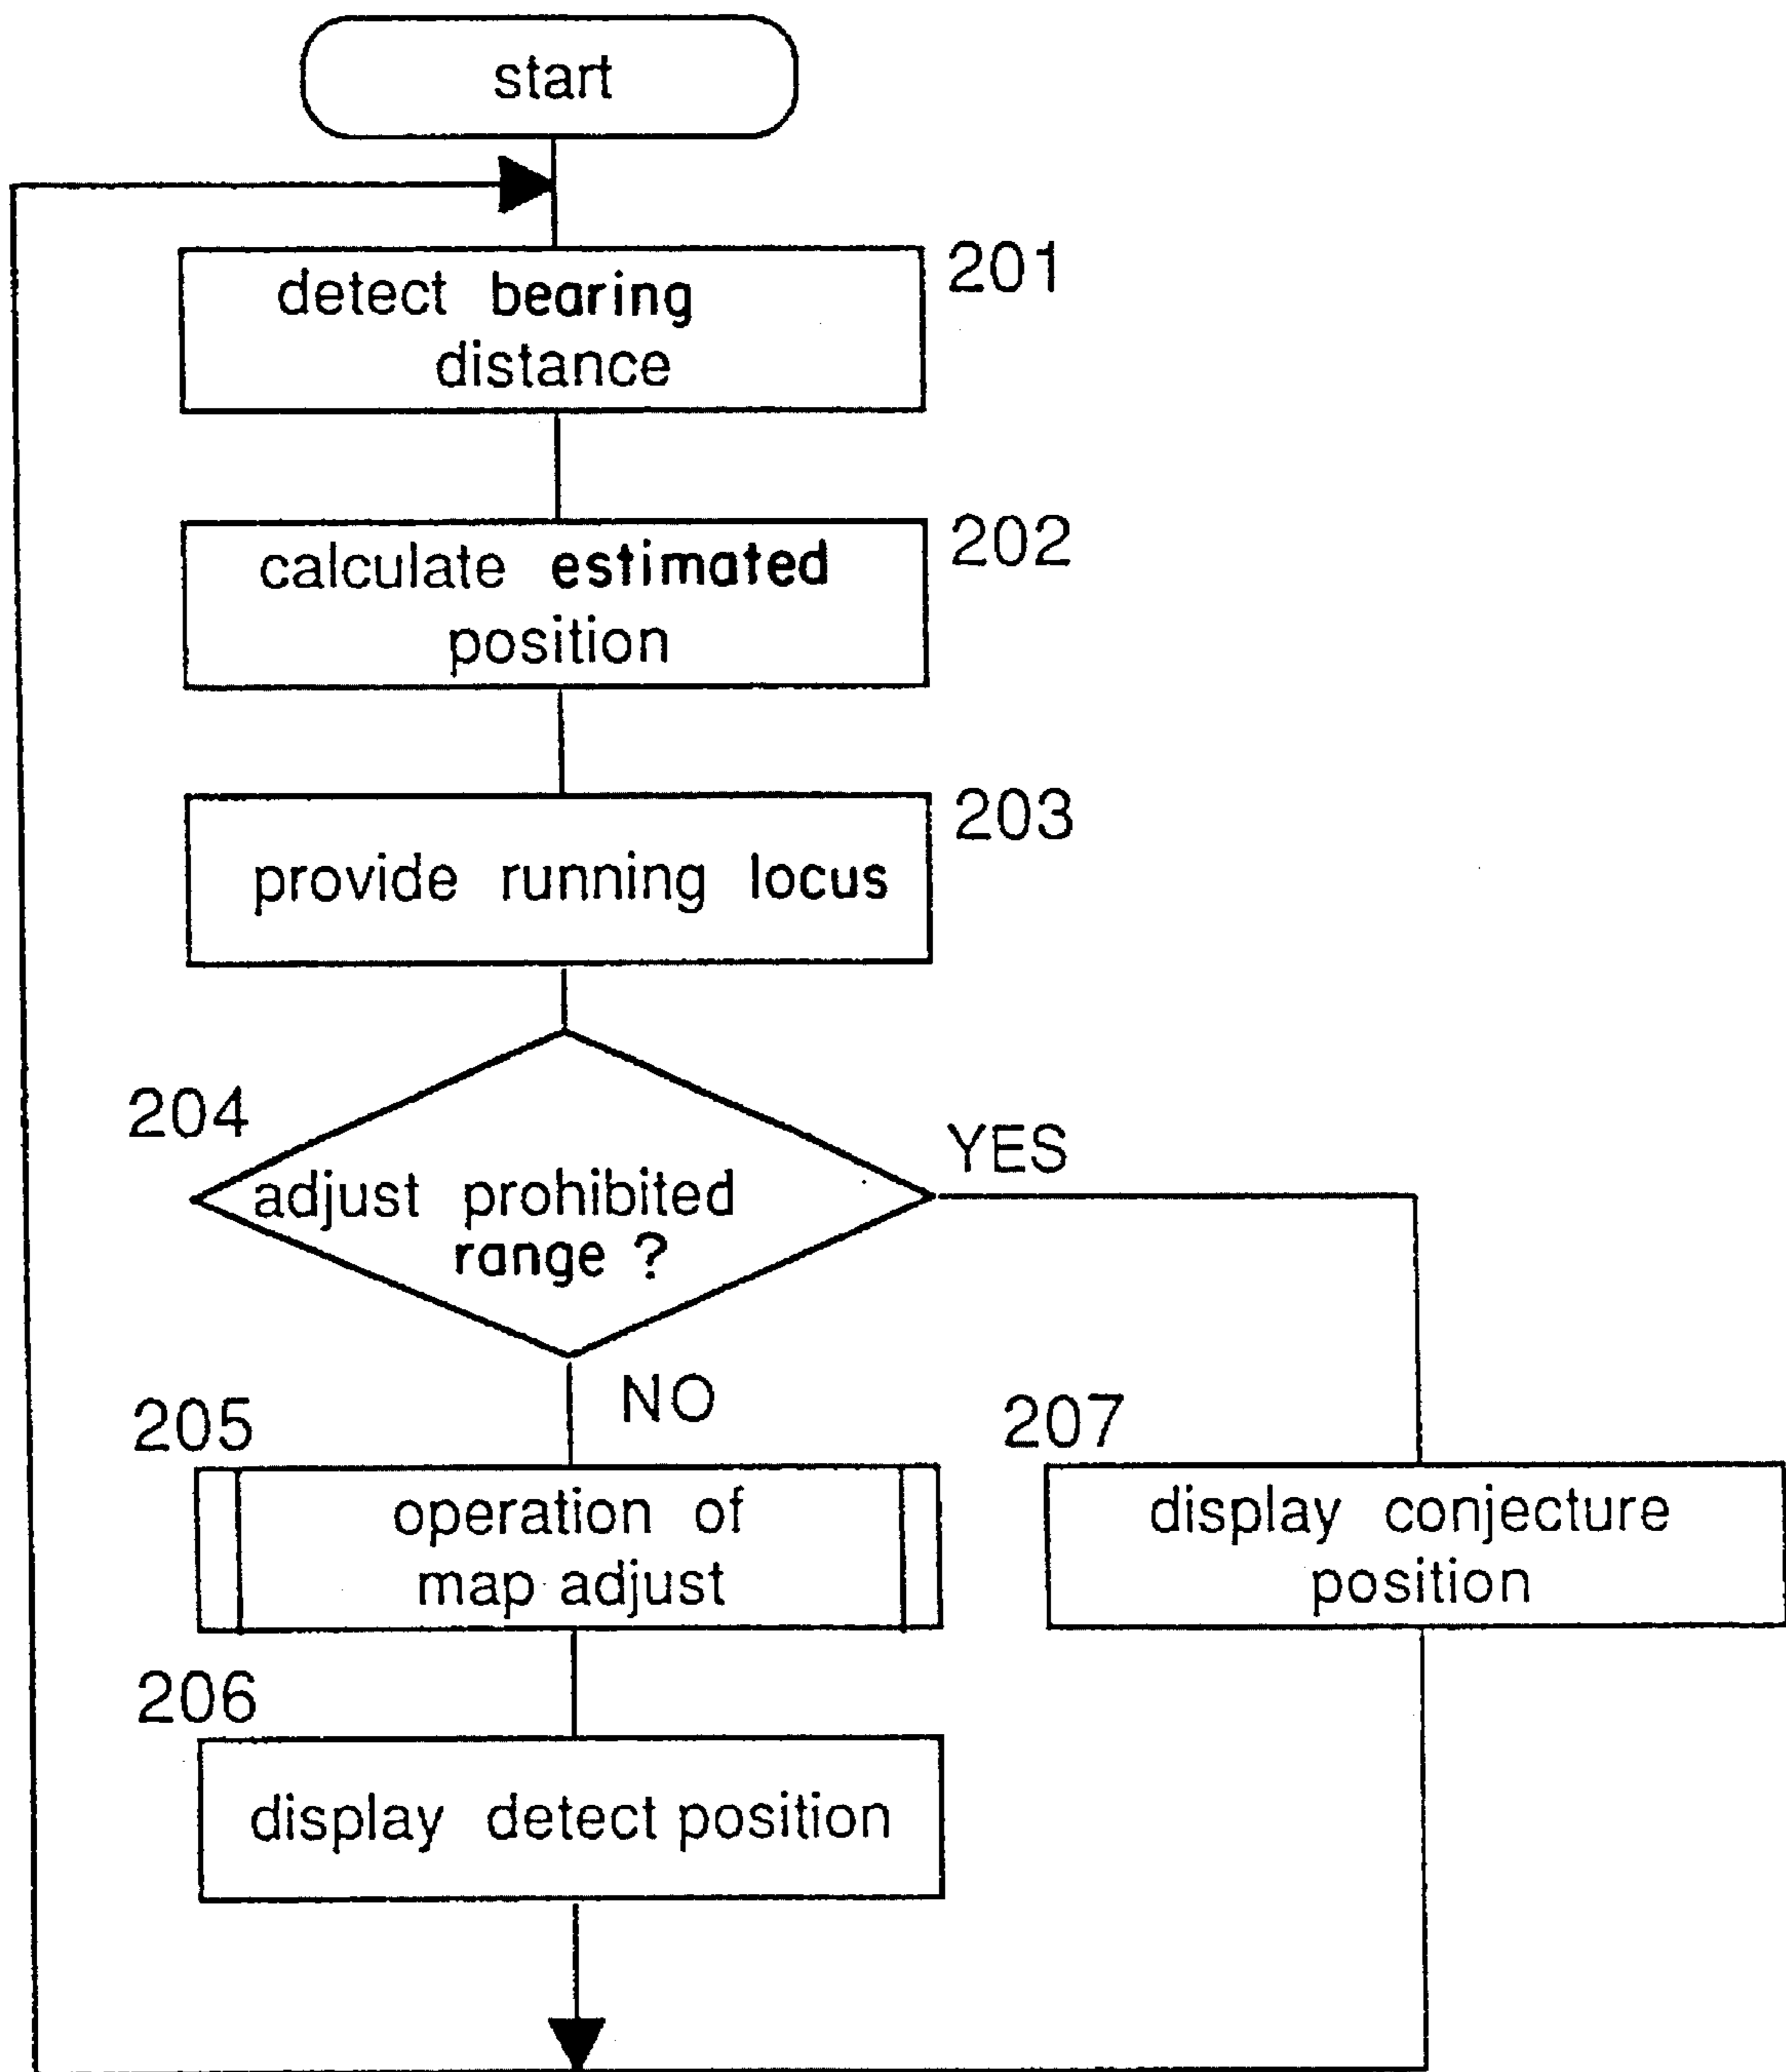 start
detect bearing
distance
201
calculate estimated
position
202
provide running locus
203
204
adjust prohibited
range ?
YES
NO
205
operation of
map adjust
207
display conjecture
position
206
display detect position